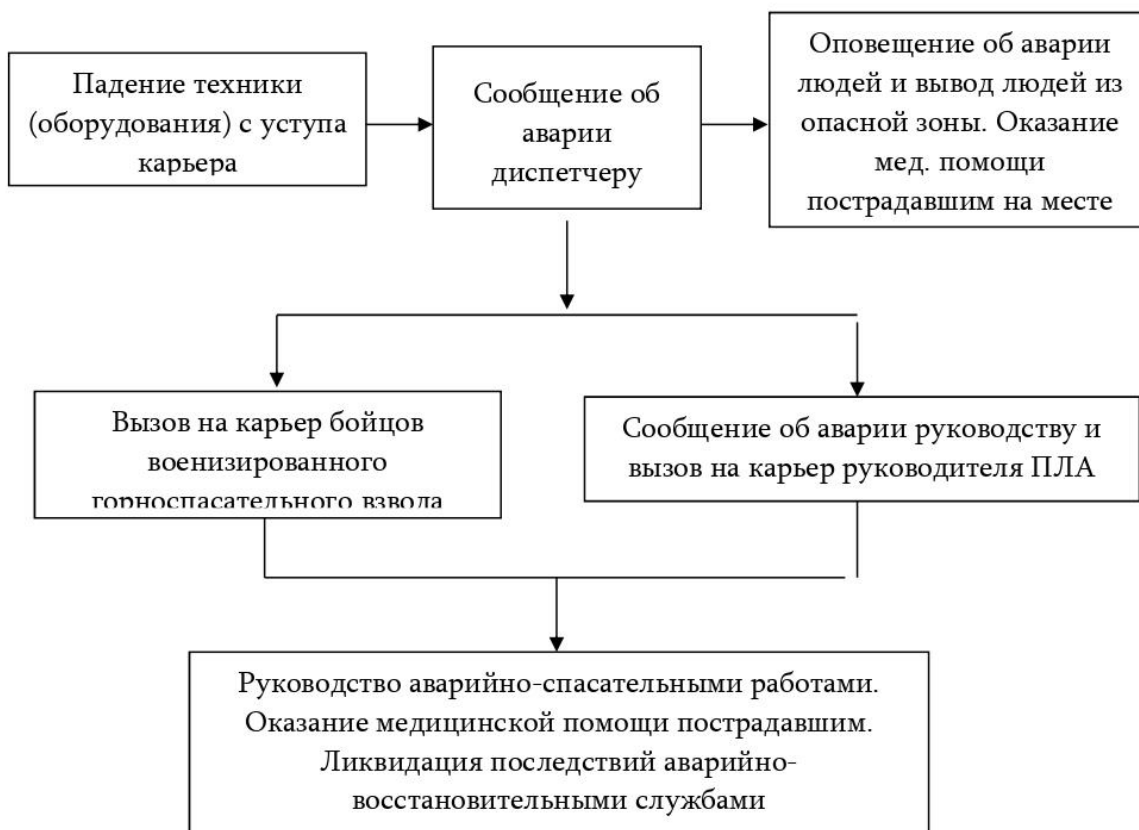 Падение техники
(оборудования) с уступа
карьера
Сообщение об
аварии
диспетчеру
Оповещение об аварии
людей и вывод людей из
опасной зоны. Оказание
мед. помощи
пострадавшим на месте
Вызов на карьер бойцов
военизированного
горноспасательного взвода
Сообщение об аварии руководству и
вызов на карьер руководителя ПЛА
Руководство аварийно-спасательными работами.
Оказание медицинской помощи пострадавшим.
Ликвидация последствий аварийно-
восстановительными службами